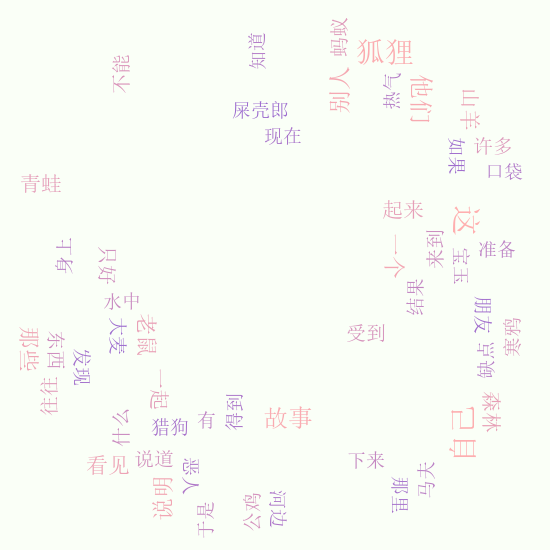 蚂蚁
知道
狐狸
不能
别人
热气
他们
山羊
屎壳郎
现在
如果
许多
口袋
青蛙
起来
这
一个
来到
上身
只好
宝玉
准备
结果
水中
朋友
大麦
老鼠
受到
那些
东西
发现
点缀
寒鸦
往往
一起
什么
猎狗
有
得到
故事
自己
森林
看见
说道
下来
恶人
说明
马夫
那里
公鸡
河边
于是